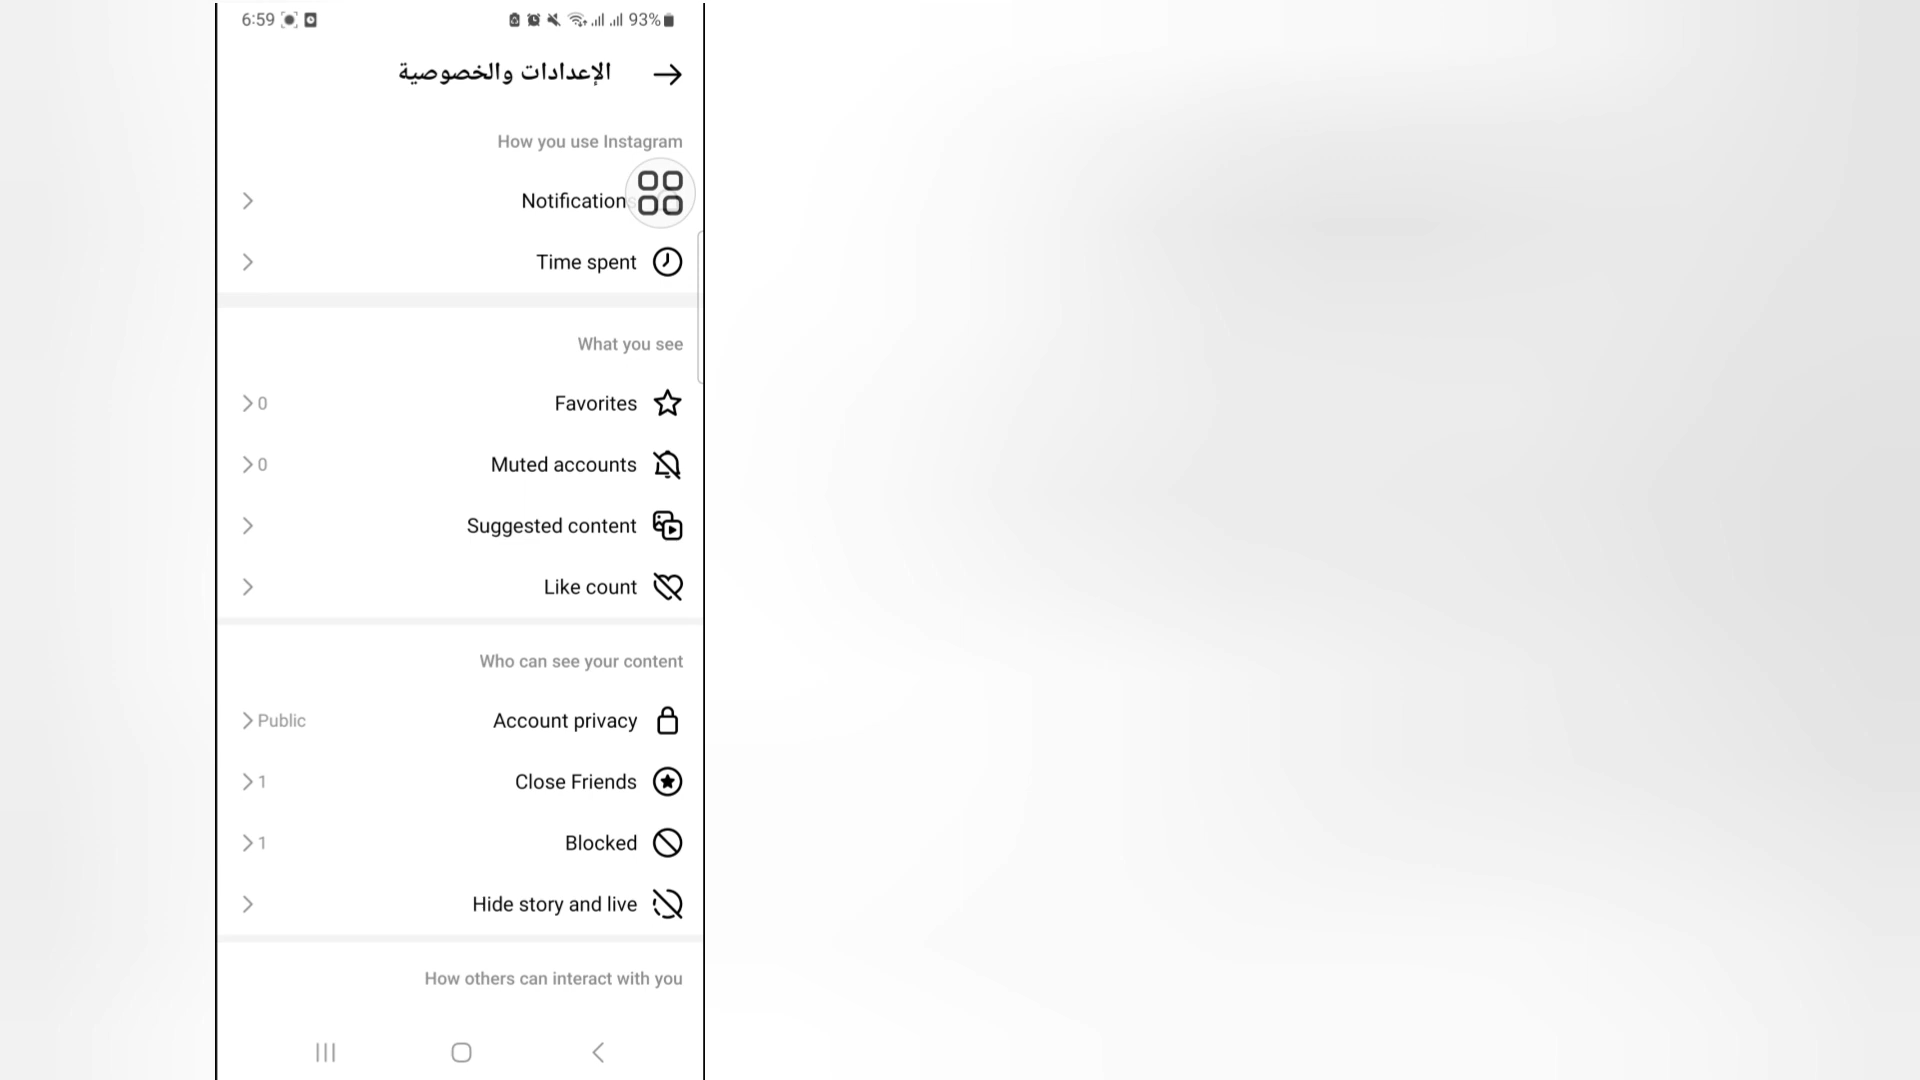 6:59 93%
الإعدادات والخصوصية
How you use Instagram
Notification
Time spent
What you see
Favorites 0
Muted accounts 0
Suggested content
Like count
Who can see your content
Account privacy Public
Close Friends 1
Blocked 1
Hide story and live
How others can interact with you